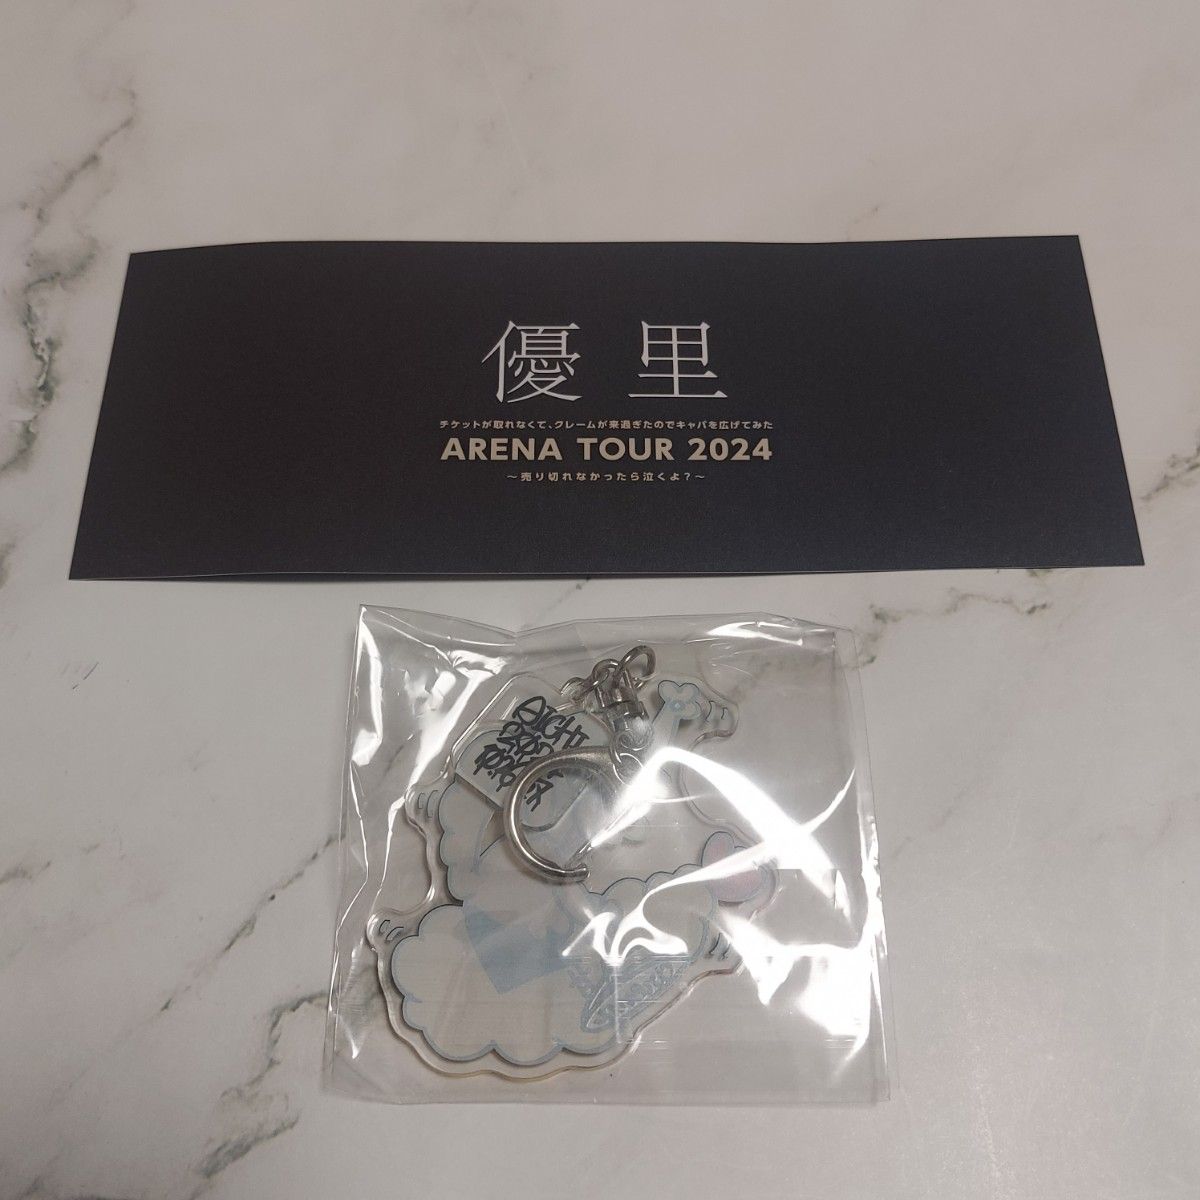 優里
チケットが取れなくて、クレームが来過ぎたのでキャパを広げてみた
ARENA TOUR 2024
～売り切れなかったら泣くよ？～